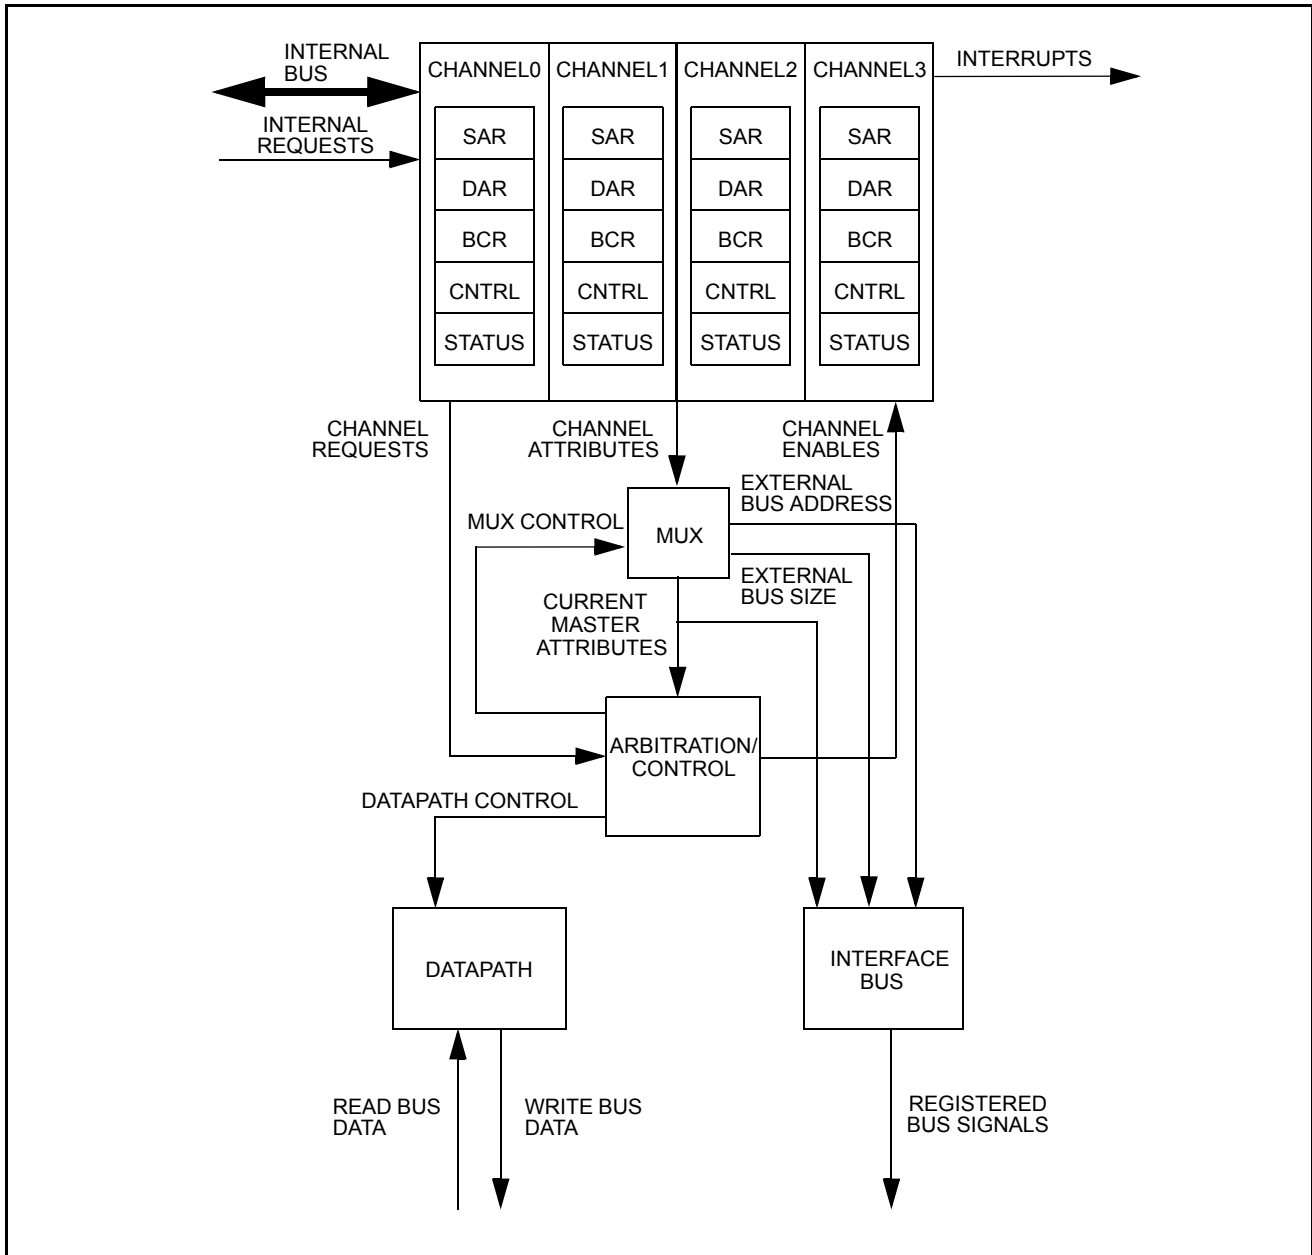 INTERNAL
BUS
CHANNEL0
CHANNEL1
CHANNEL2
CHANNEL3
INTERRUPTS
INTERNAL
REQUESTS
SAR
SAR
SAR
SAR
DAR
DAR
DAR
DAR
BCR
BCR
BCR
BCR
CNTRL
CNTRL
CNTRL
CNTRL
STATUS
STATUS
STATUS
STATUS
CHANNEL
REQUESTS
CHANNEL
ATTRIBUTES
CHANNEL
ENABLES
EXTERNAL
BUS ADDRESS
MUX CONTROL
MUX
EXTERNAL
BUS SIZE
CURRENT
MASTER
ATTRIBUTES
ARBITRATION/
CONTROL
DATAPATH CONTROL
DATAPATH
INTERFACE
BUS
READ BUS
DATA
WRITE BUS
DATA
REGISTERED
BUS SIGNALS